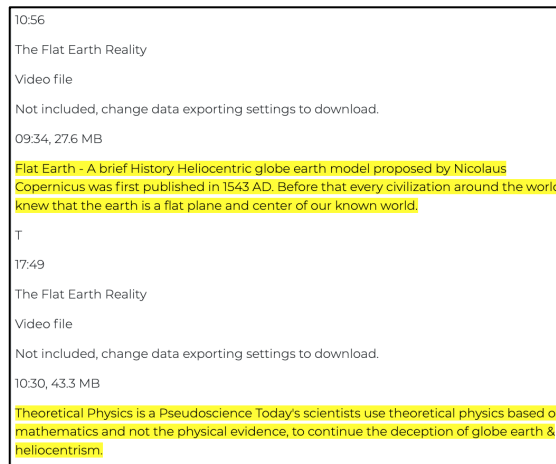 10:56
The Flat Earth Reality
Video file
Not included, change data exporting settings to download.
09:34, 27.6 MB
Flat Earth - A brief History Heliocentric globe earth model proposed by Nicolaus
Copernicus was first published in 1543 AD. Before that every civilization around the world
knew that the earth is a flat plane and center of our known world.
T
17:49
The Flat Earth Reality
Video file
Not included, change data exporting settings to download.
10:30, 43.3 MB
Theoretical Physics is a Pseudoscience Today's scientists use theoretical physics based o
mathematics and not the physical evidence, to continue the deception of globe earth &
heliocentrism.